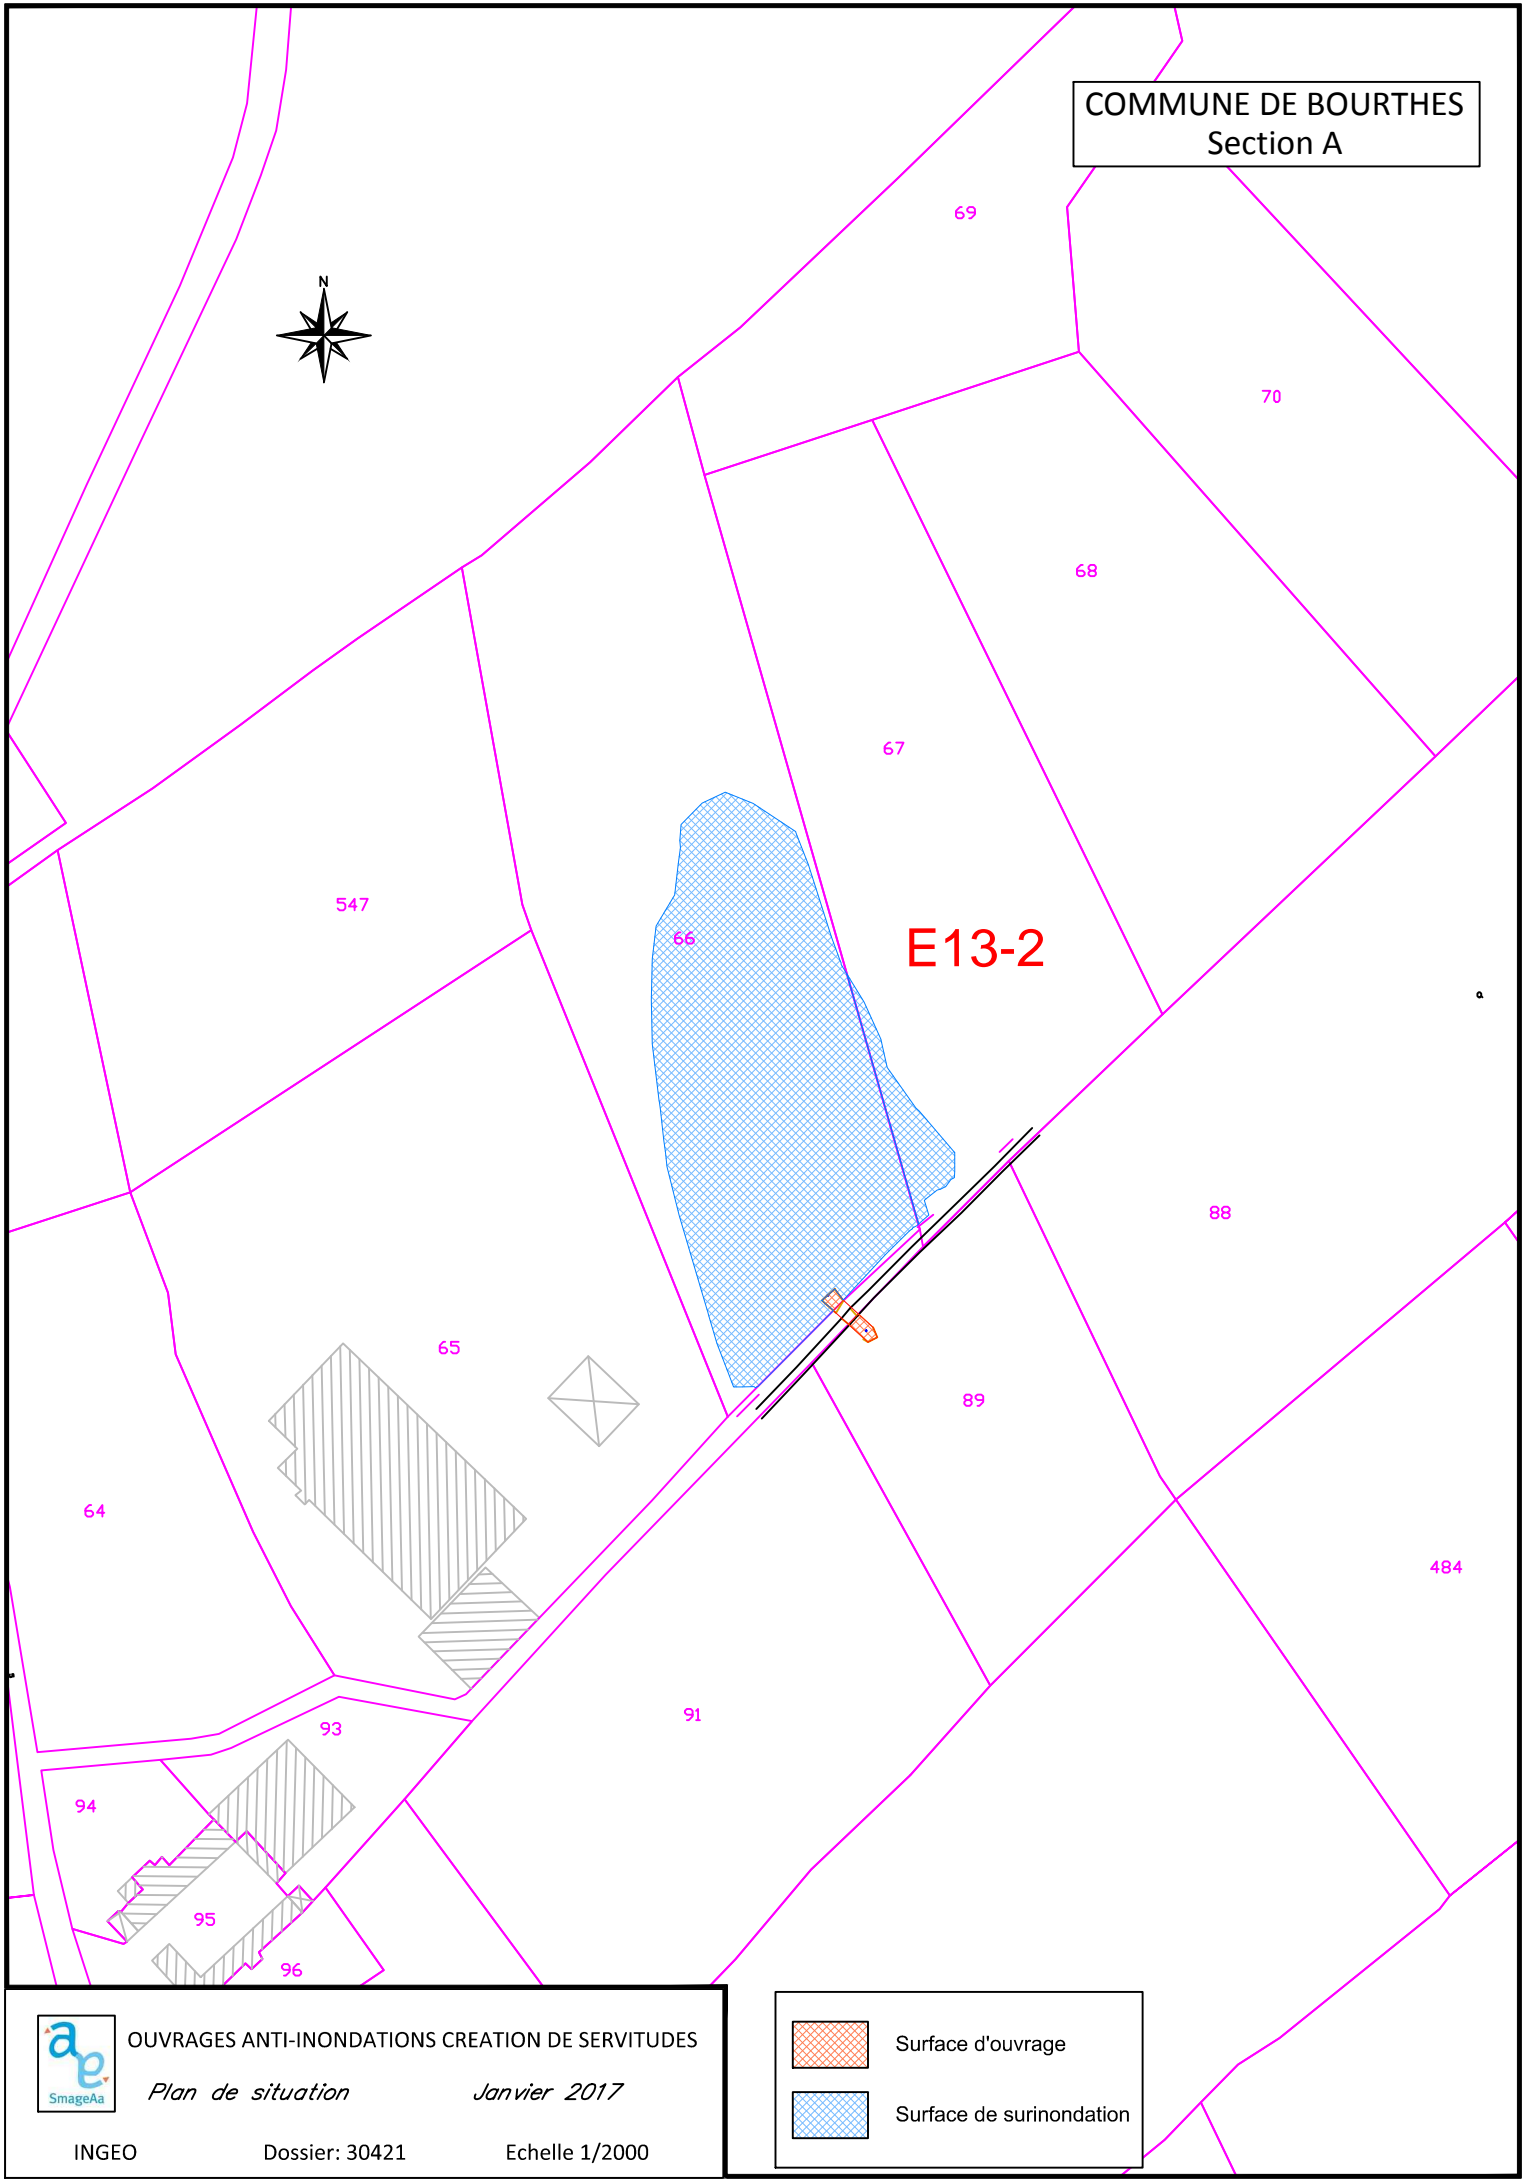 COMMUNE DE BOURTHES
Section A
69
N
70
68
67
547
66
E13-2
a
88
65
89
64
484
91
93
94
95
96
ae
SmageAa
OUVRAGES ANTI-INONDATIONS CREATION DE SERVITUDES
Plan de situation
Janvier 2017
INGEO
Dossier: 30421
Echelle 1/2000
Surface d'ouvrage
Surface de surinondation